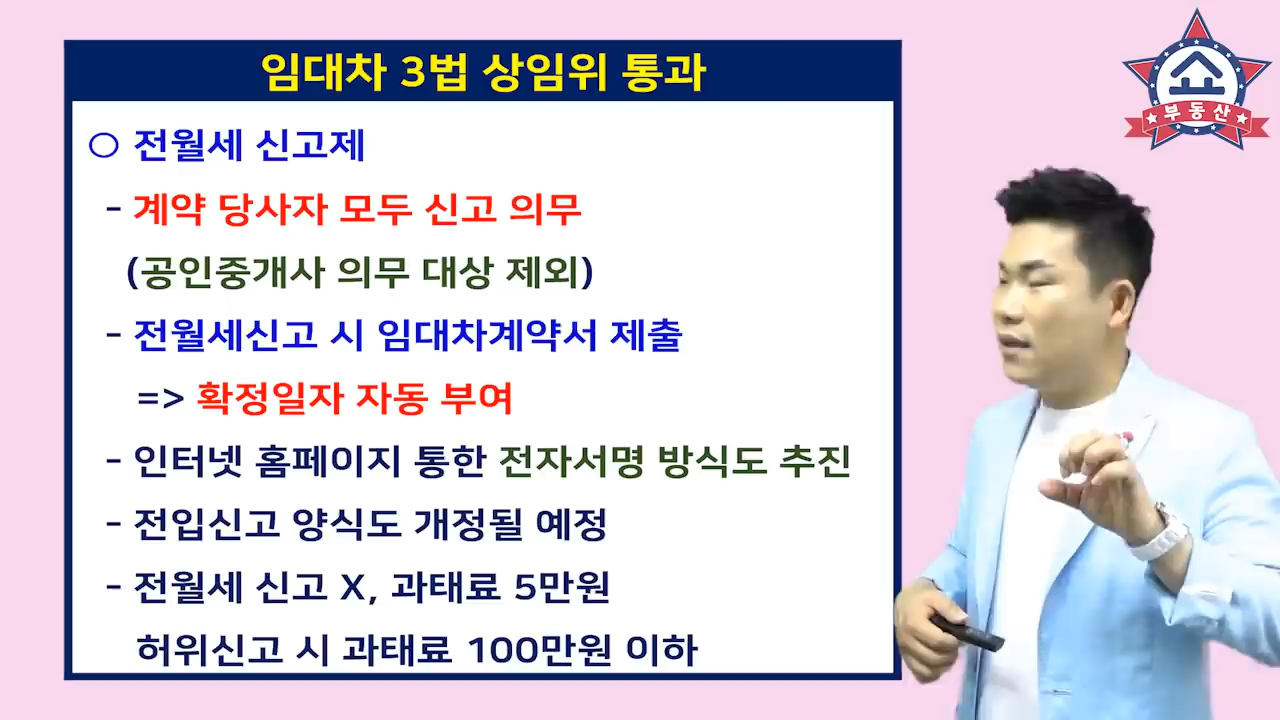 임대차 3법 상임위 통과
○ 전월세 신고제
- 계약 당사자 모두 신고 의무
(공인중개사 의무 대상 제외)
- 전월세신고 시 임대차계약서 제출
=> 확정일자 자동 부여
- 인터넷 홈페이지 통한 전자서명 방식도 추진
- 전입신고 양식도 개정될 예정
- 전월세 신고 X, 과태료 5만원
허위신고 시 과태료 100만원 이하
부동산